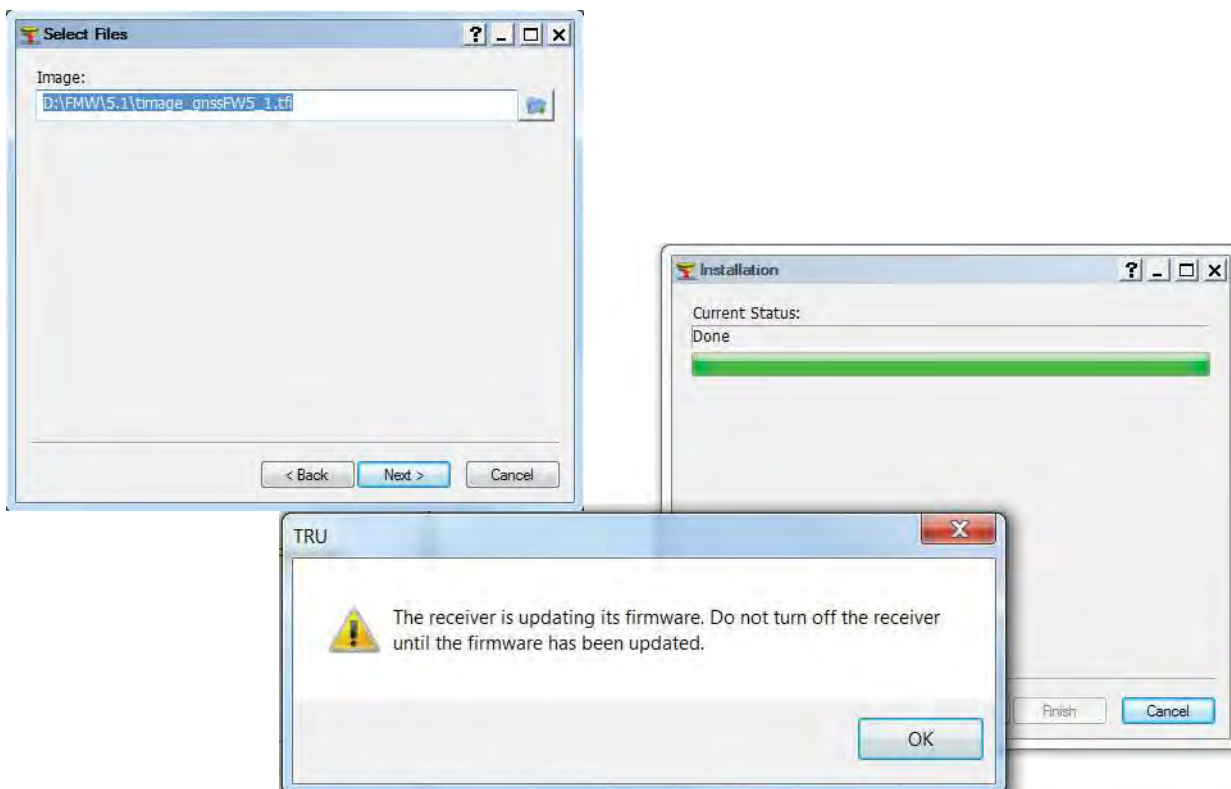 Select Files
Image:
D:\FMW\5.1\timage_gnssFW5_1.tfi
< Back Next > Cancel
Installation
Current Status:
Done
Finish Cancel
TRU
The receiver is updating its firmware. Do not turn off the receiver
until the firmware has been updated.
OK